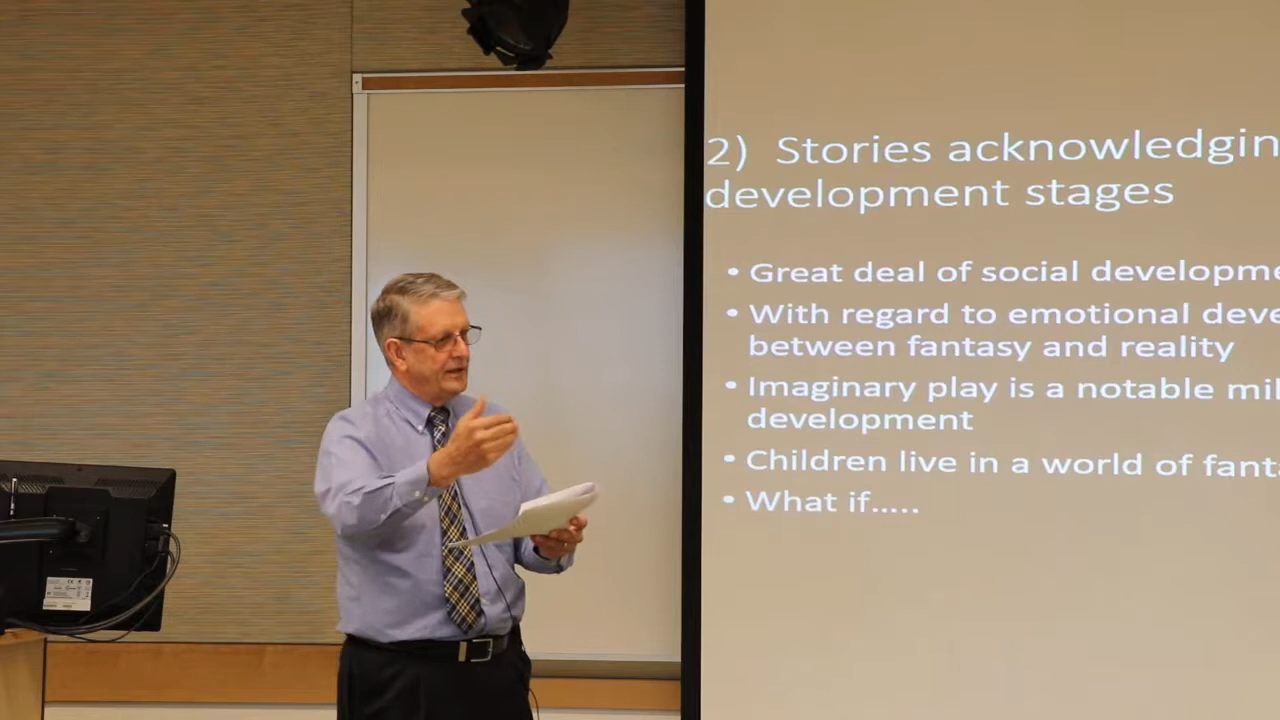 2) Stories acknowledgin
development stages
• Great deal of social developme
• With regard to emotional deve
between fantasy and reality
• Imaginary play is a notable mil
development
• Children live in a world of fanta
• What if.....